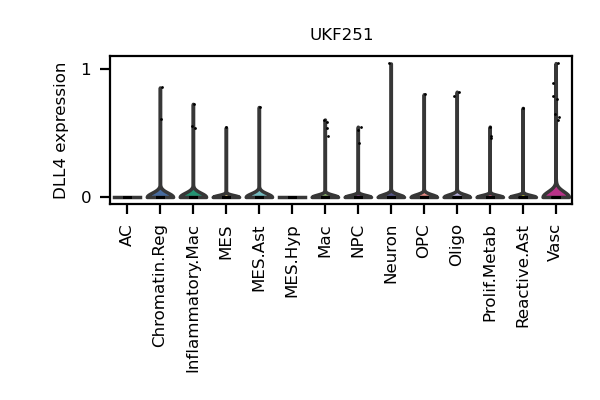 UKF251
DLL4 expression
1
0
AC
Chromatin.Reg
Inflammatory.Mac
MES
MES.Ast
MES.Hyp
Mac
NPC
Neuron
OPC
Oligo
Prolif.Metab
Reactive.Ast
Vasc